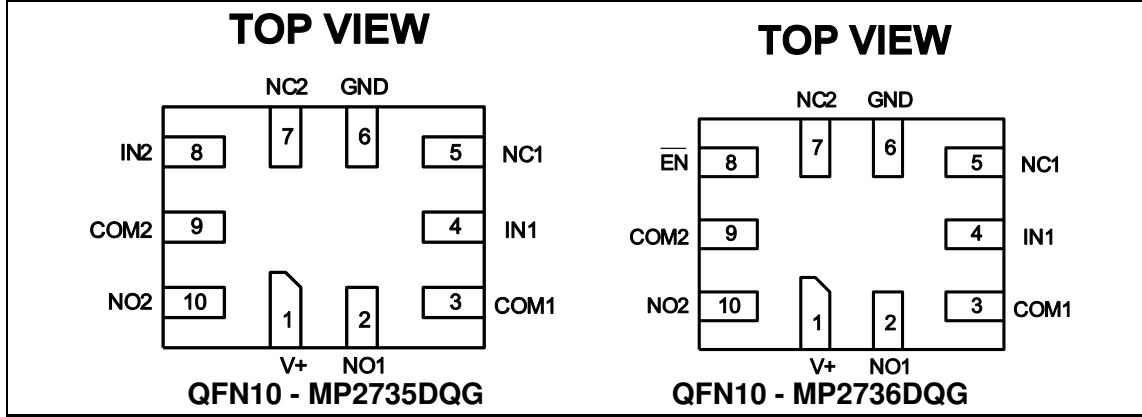 TOP VIEW
NC2 GND
7 6
IN2 8 5 NC1
COM2 9 4 IN1
NO2 10 3 COM1
1 2
V+ NO1
QFN10 - MP2735DQG
TOP VIEW
NC2 GND
7 6
EN 8 5 NC1
COM2 9 4 IN1
NO2 10 3 COM1
1 2
V+ NO1
QFN10 - MP2736DQG